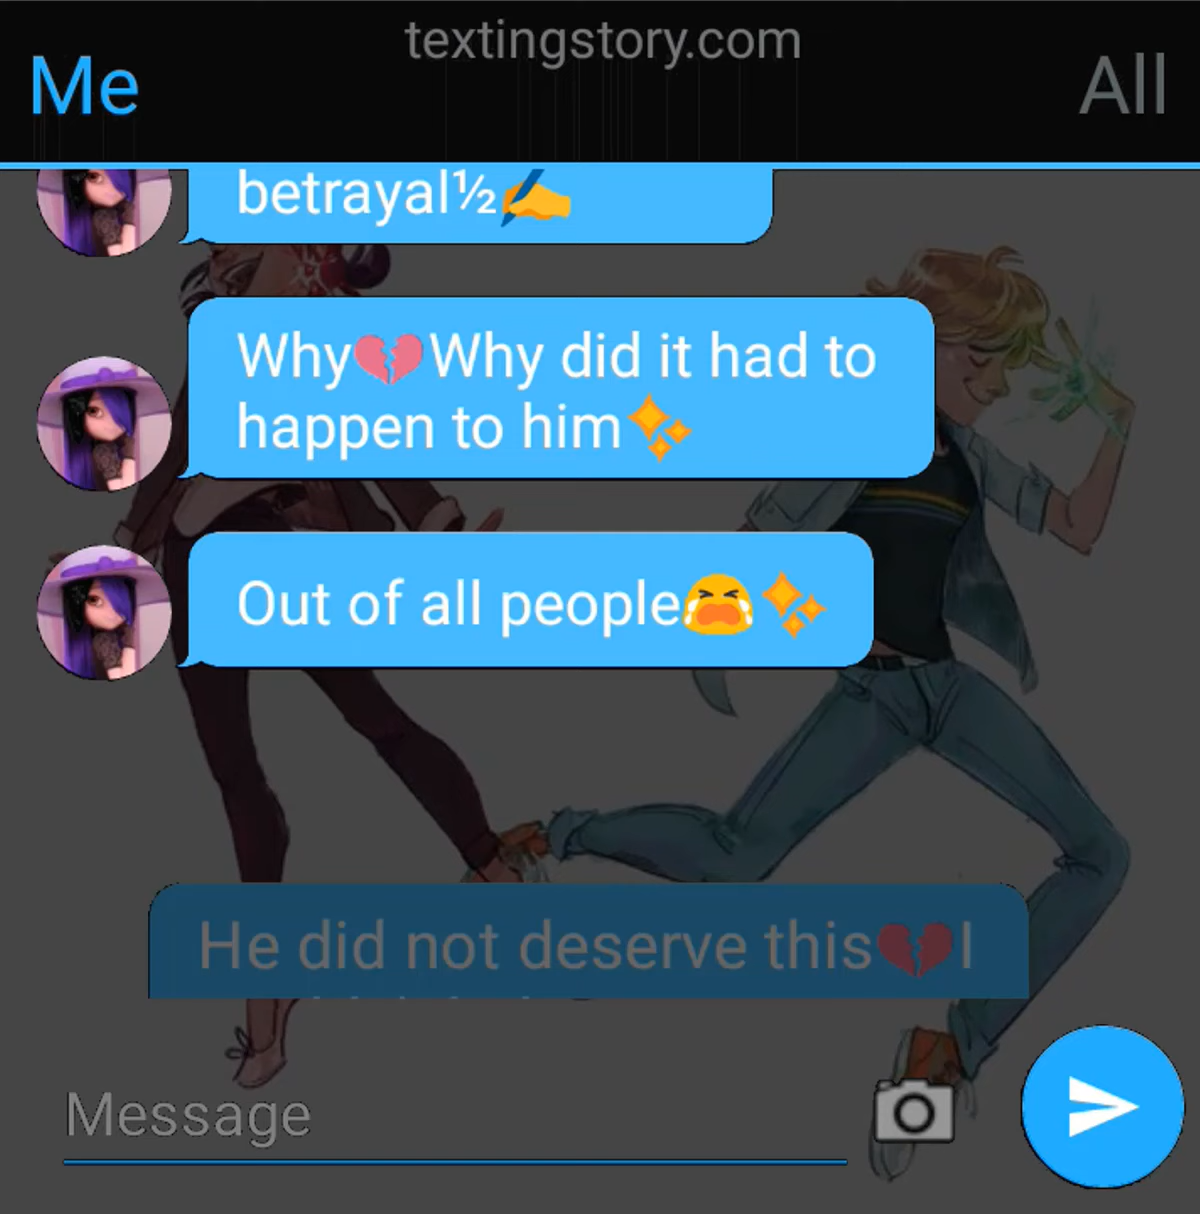 textingstory.com
Me
All
betrayal½✍️
Why💔Why did it had to
happen to him✨
Out of all people😭✨
He did not deserve this💔I
Message